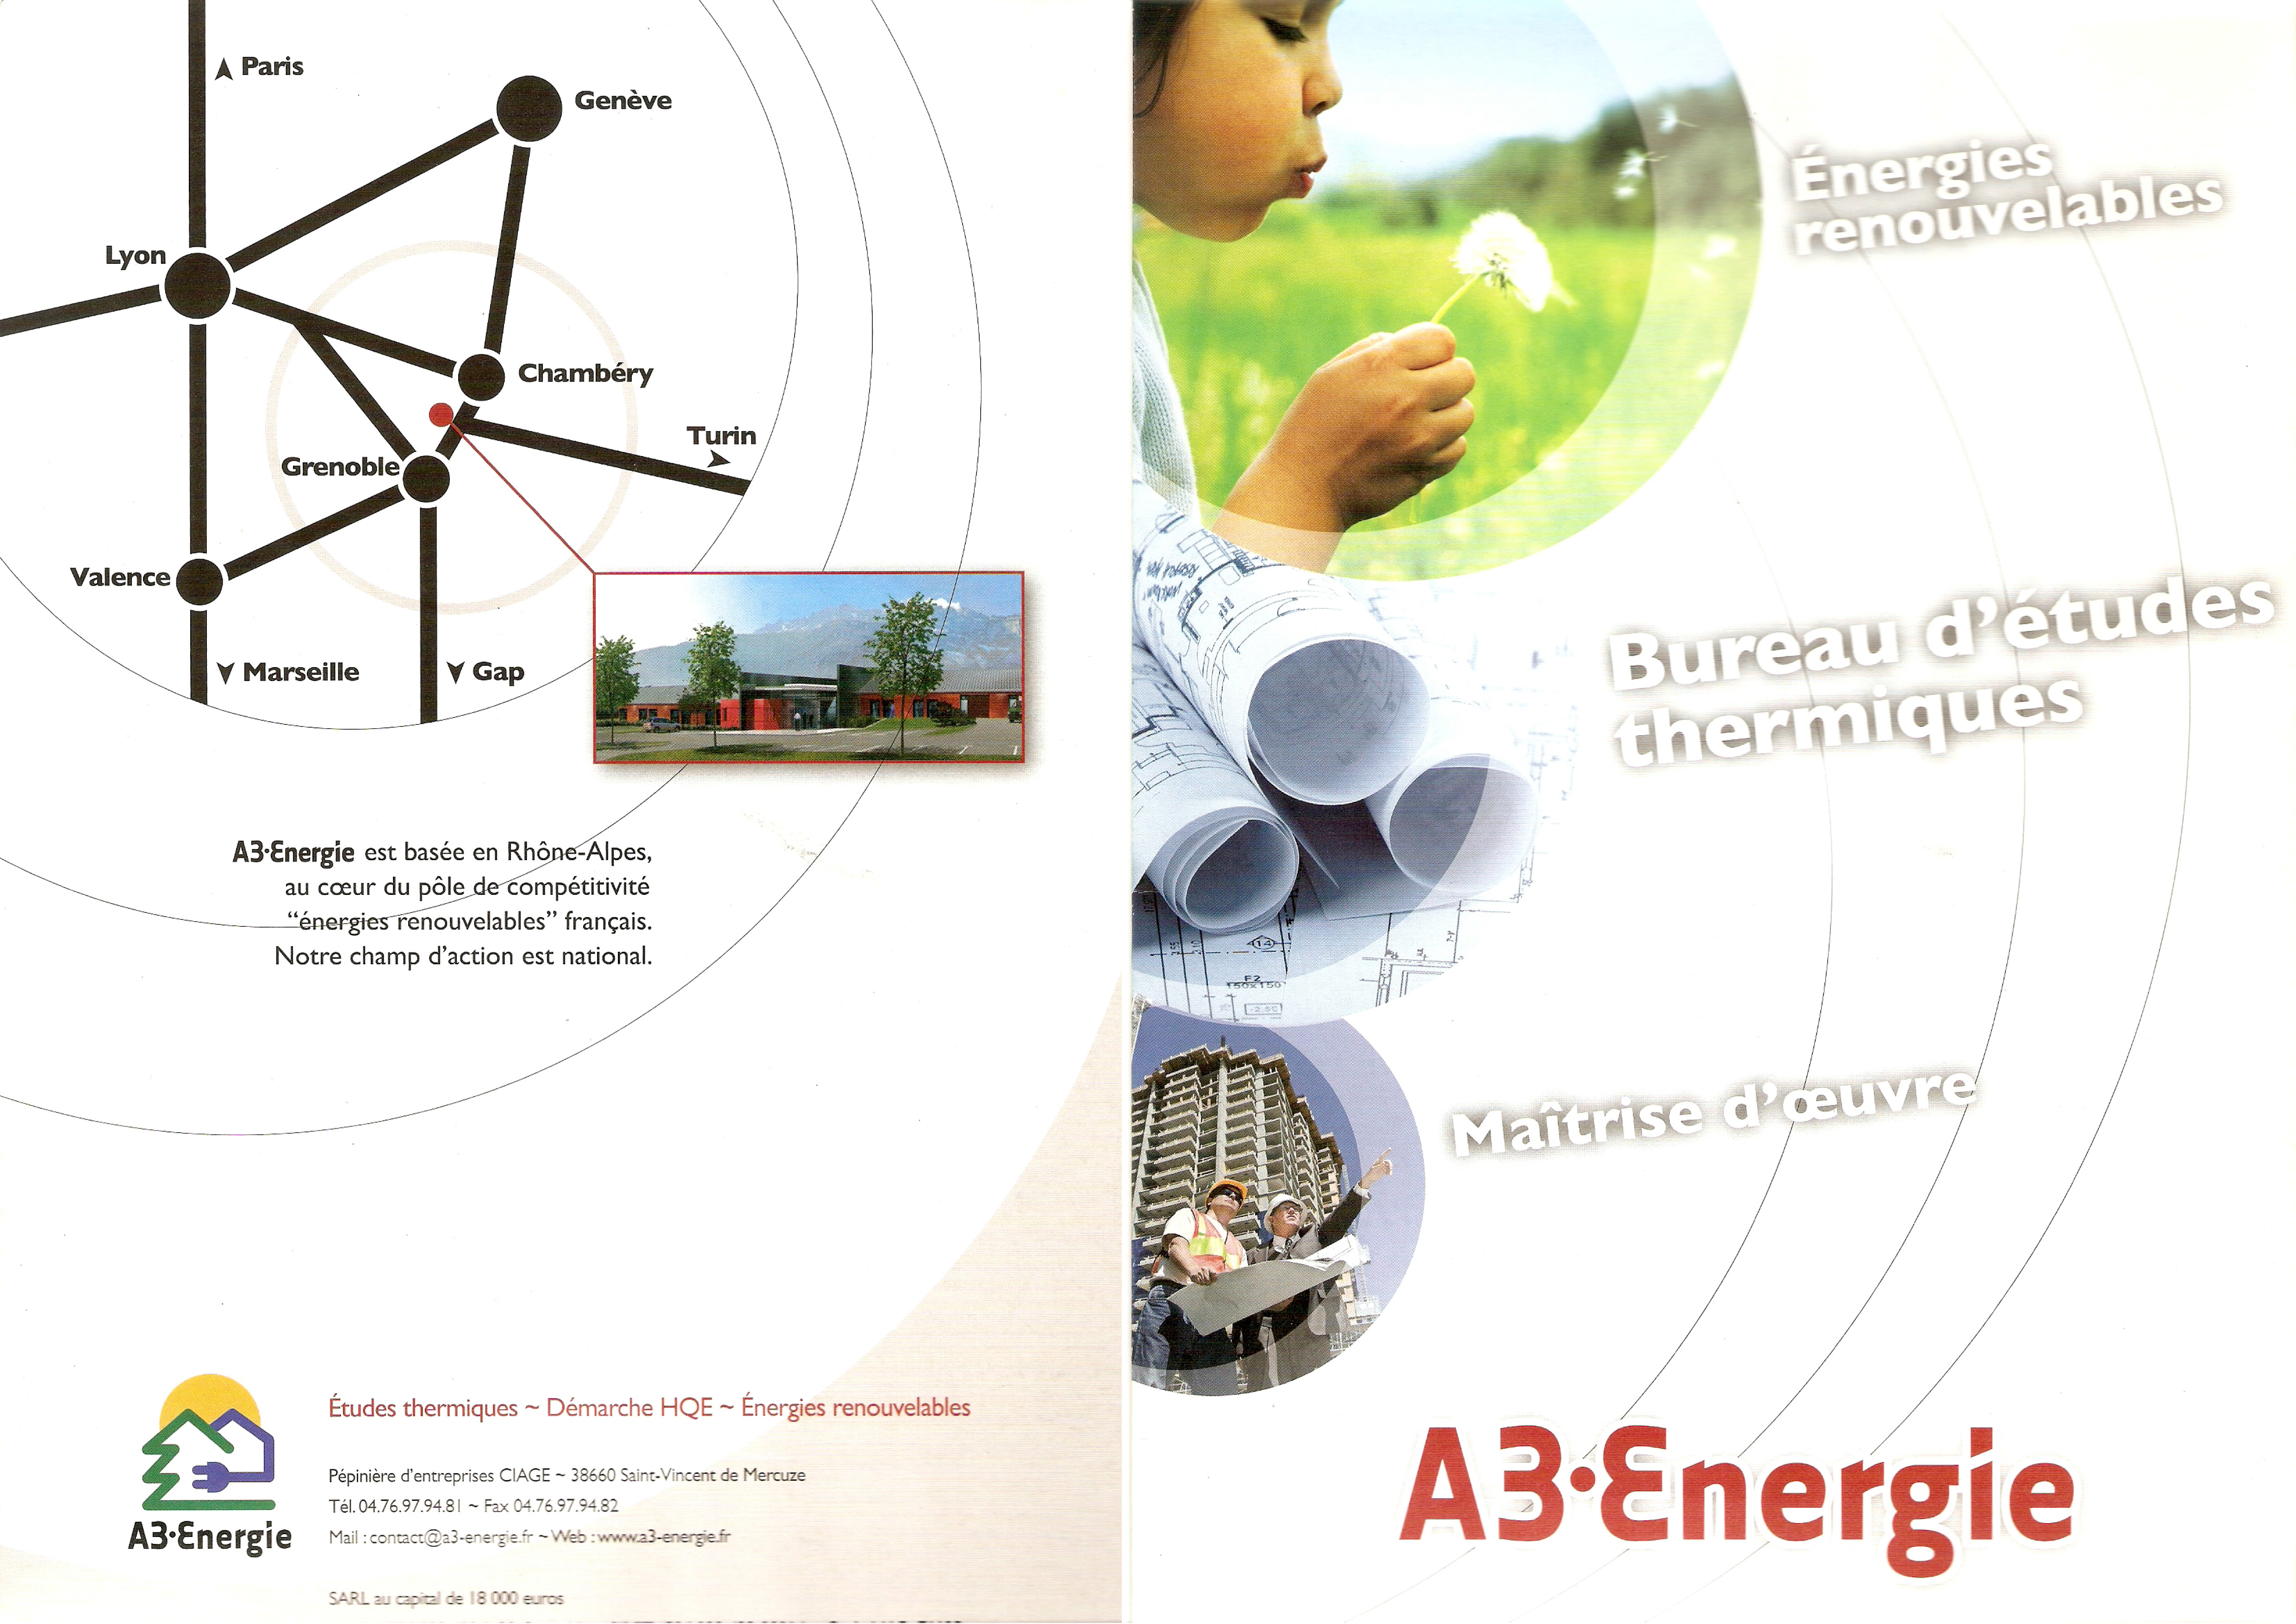 Paris
Genève
Lyon
Chambéry
Turin
Grenoble
Valence
Marseille
Gap
A3·Energie est basée en Rhône-Alpes,
au cœur du pôle de compétitivité
“énergies renouvelables” français.
Notre champ d’action est national.
A3·Energie
Études thermiques ~ Démarche HQE ~ Énergies renouvelables
Pépinière d’entreprises CIAGE ~ 38660 Saint-Vincent de Mercuze
Tél. 04.76.97.94.81 ~ Fax 04.76.97.94.82
Mail : contact@a3-energie.fr ~ Web : www.a3-energie.fr
SARL au capital de 18 000 euros
Énergies
renouvelables
Bureau d’études
thermiques
14
F2
150x150
Maîtrise d’œuvre
A3·Energie